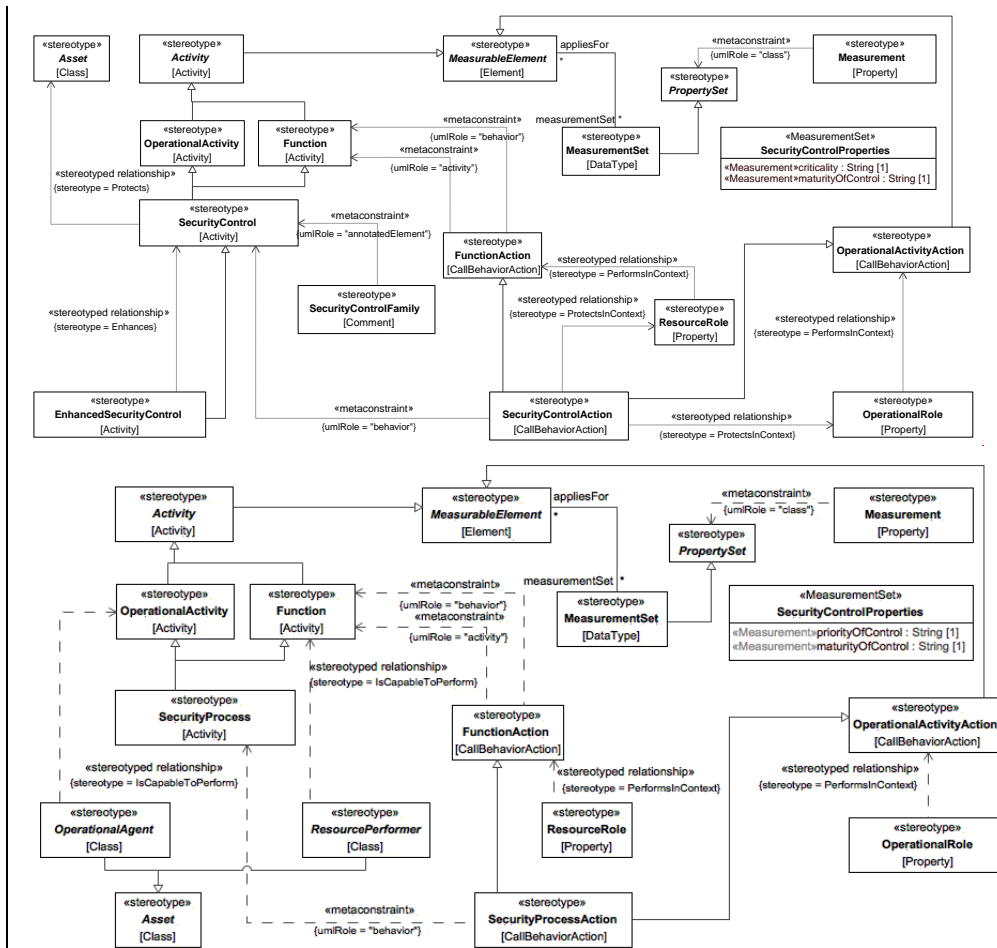 «stereotype»
Asset
[Class]
«stereotype»
Activity
[Activity]
«stereotype»
MeasurableElement
[Element]
appliesFor
*
«metaconstraint»
{umlRole = "class"}
«stereotype»
Measurement
[Property]
«stereotype»
PropertySet
«stereotype»
OperationalActivity
[Activity]
«stereotype»
Function
[Activity]
«metaconstraint»
{umlRole = "behavior"}
«metaconstraint»
{umlRole = "activity"}
measurementSet *
«stereotype»
MeasurementSet
[DataType]
«MeasurementSet»
SecurityControlProperties
«Measurement»criticality : String [1]
«Measurement»maturityOfControl : String [1]
«stereotyped relationship»
{stereotype = Protects}
«stereotype»
SecurityControl
[Activity]
«metaconstraint»
{umlRole = "annotatedElement"}
«stereotype»
FunctionAction
[CallBehaviorAction]
«stereotyped relationship»
{stereotype = PerformsInContext}
«stereotype»
OperationalActivityAction
[CallBehaviorAction]
«stereotyped relationship»
{stereotype = Enhances}
«stereotype»
SecurityControlFamily
[Comment]
«stereotyped relationship»
{stereotype = ProtectsInContext}
«stereotype»
ResourceRole
[Property]
«stereotyped relationship»
{stereotype = PerformsInContext}
«stereotype»
EnhancedSecurityControl
[Activity]
«metaconstraint»
{umlRole = "behavior"}
«stereotype»
SecurityControlAction
[CallBehaviorAction]
«stereotyped relationship»
{stereotype = ProtectsInContext}
«stereotype»
OperationalRole
[Property]
«stereotype»
Activity
[Activity]
«stereotype»
MeasurableElement
[Element]
appliesFor
*
«metaconstraint»
{umlRole = "class"}
«stereotype»
Measurement
[Property]
«stereotype»
PropertySet
«stereotype»
OperationalActivity
[Activity]
«stereotype»
Function
[Activity]
«metaconstraint»
{umlRole = "behavior"}
«metaconstraint»
{umlRole = "activity"}
measurementSet *
«stereotype»
MeasurementSet
[DataType]
«MeasurementSet»
SecurityControlProperties
«Measurement»priorityOfControl : String [1]
«Measurement»maturityOfControl : String [1]
«stereotyped relationship»
{stereotype = IsCapableToPerform}
«stereotype»
SecurityProcess
[Activity]
«stereotype»
FunctionAction
[CallBehaviorAction]
«stereotype»
OperationalActivityAction
[CallBehaviorAction]
«stereotyped relationship»
{stereotype = IsCapableToPerform}
«stereotyped relationship»
{stereotype = PerformsInContext}
«stereotyped relationship»
{stereotype = PerformsInContext}
«stereotype»
OperationalAgent
[Class]
«stereotype»
ResourcePerformer
[Class]
«stereotype»
ResourceRole
[Property]
«stereotype»
OperationalRole
[Property]
«stereotype»
Asset
[Class]
«metaconstraint»
{umlRole = "behavior"}
«stereotype»
SecurityProcessAction
[CallBehaviorAction]